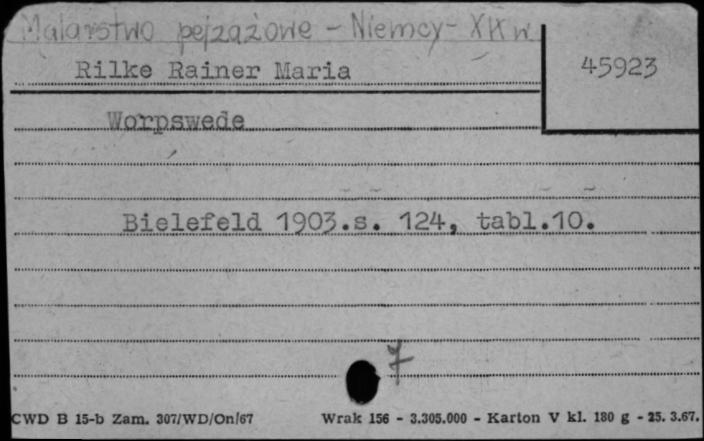 Malarstwo pejzażowe - Niemcy - XIX w.
Rilke Rainer Maria
45923
Worpswede
Bielefeld 1903.s. 124, tabl.10.
7
CWD B 15-b Zam. 307/WD/On/67 Wrak 156 - 3.305.000 - Karton V kl. 180 g - 25. 3.67.